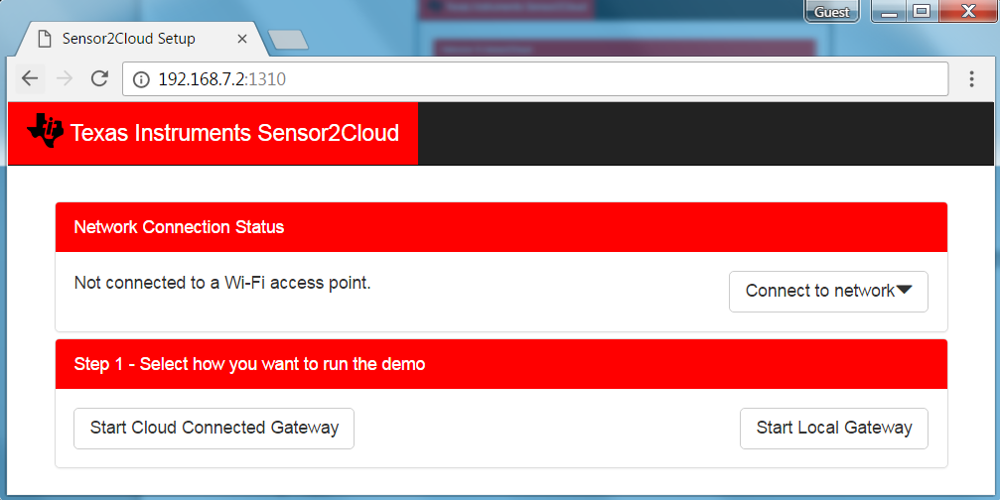 Guest
Sensor2Cloud Setup
192.168.7.2:1310
Texas Instruments Sensor2Cloud
Network Connection Status
Not connected to a Wi-Fi access point.
Connect to network
Step 1 - Select how you want to run the demo
Start Cloud Connected Gateway
Start Local Gateway